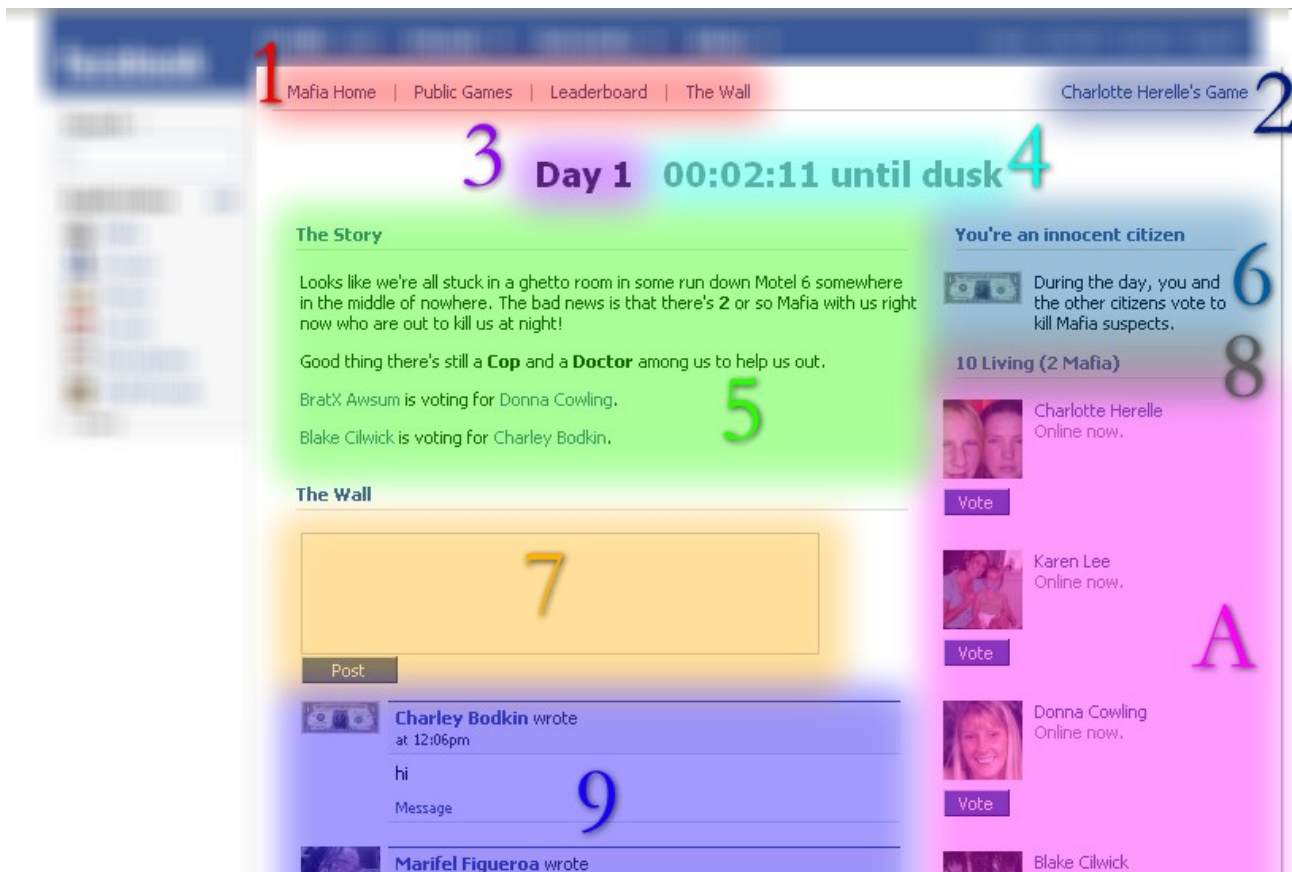 1
Mafia Home | Public Games | Leaderboard | The Wall
Charlotte Herelle's Game
2
3
Day 1 00:02:11 until dusk
4
The Story
Looks like we're all stuck in a ghetto room in some run down Motel 6 somewhere
in the middle of nowhere. The bad news is that there's 2 or so Mafia with us right
now who are out to kill us at night!
Good thing there's still a Cop and a Doctor among us to help us out.
BratX Awsum is voting for Donna Cowling.
Blake Cilwick is voting for Charley Bodkin.
5
You're an innocent citizen
During the day, you and
the other citizens vote to
kill Mafia suspects.
6
10 Living (2 Mafia)
8
Charlotte Herelle
Online now.
Vote
Karen Lee
Online now.
Vote
A
Donna Cowling
Online now.
Vote
Blake Cilwick
The Wall
7
Post
Charley Bodkin wrote
at 12:06pm
hi
Message
9
Marifel Figueroa wrote